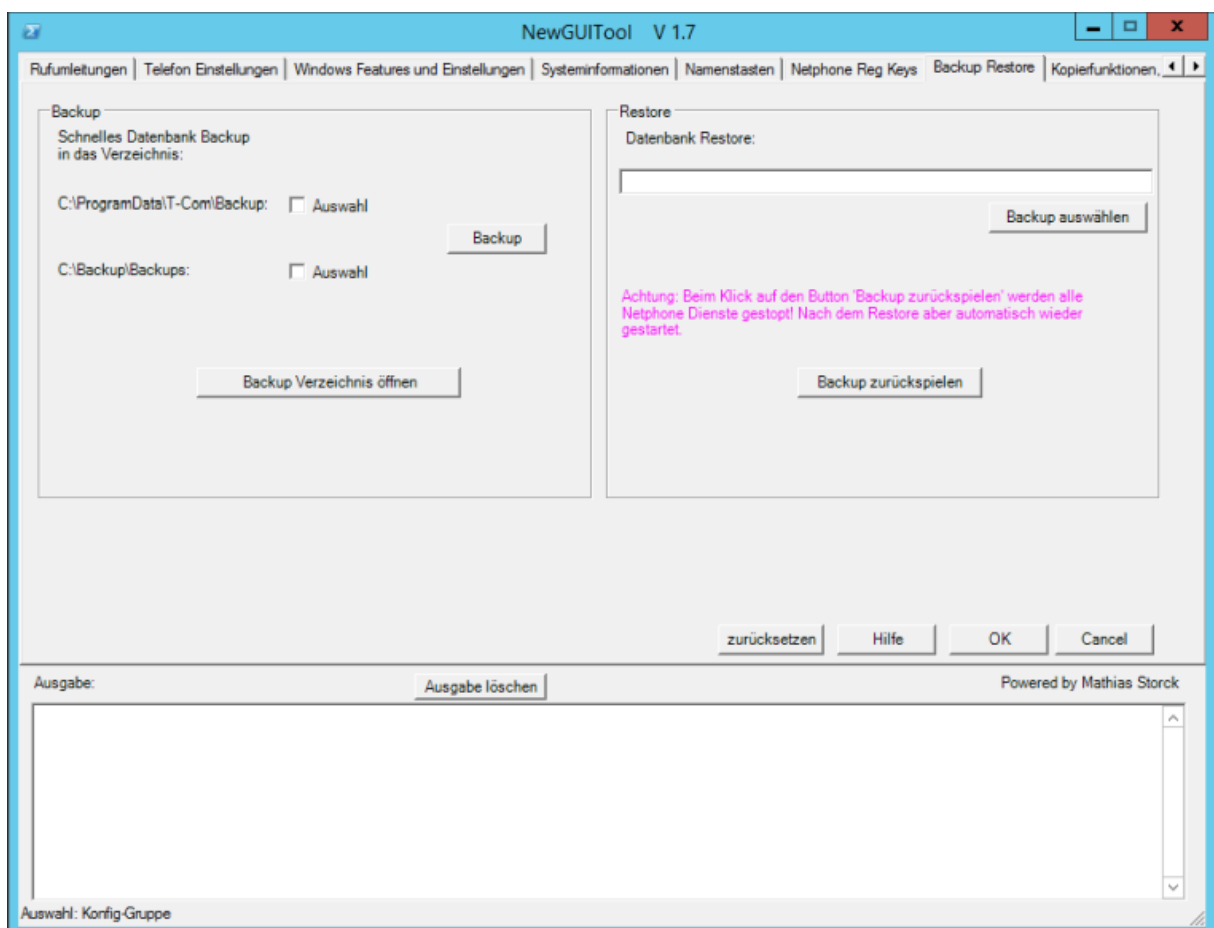 NewGUITool V 1.7
Rufumleitungen
Telefon Einstellungen
Windows Features und Einstellungen
Systeminformationen
Namenstasten
Netphone Reg Keys
Backup Restore
Kopierfunktionen,
Backup
Schnelles Datenbank Backup
in das Verzeichnis:
C:\ProgramData\T-Com\Backup:
Auswahl
Backup
C:\Backup\Backups:
Auswahl
Backup Verzeichnis öffnen
Restore
Datenbank Restore:
Backup auswählen
Achtung: Beim Klick auf den Button 'Backup zurückspielen' werden alle
Netphone Dienste gestopt! Nach dem Restore aber automatisch wieder
gestartet.
Backup zurückspielen
zurücksetzen
Hilfe
OK
Cancel
Ausgabe:
Ausgabe löschen
Powered by Mathias Storck
Auswahl: Konfig-Gruppe